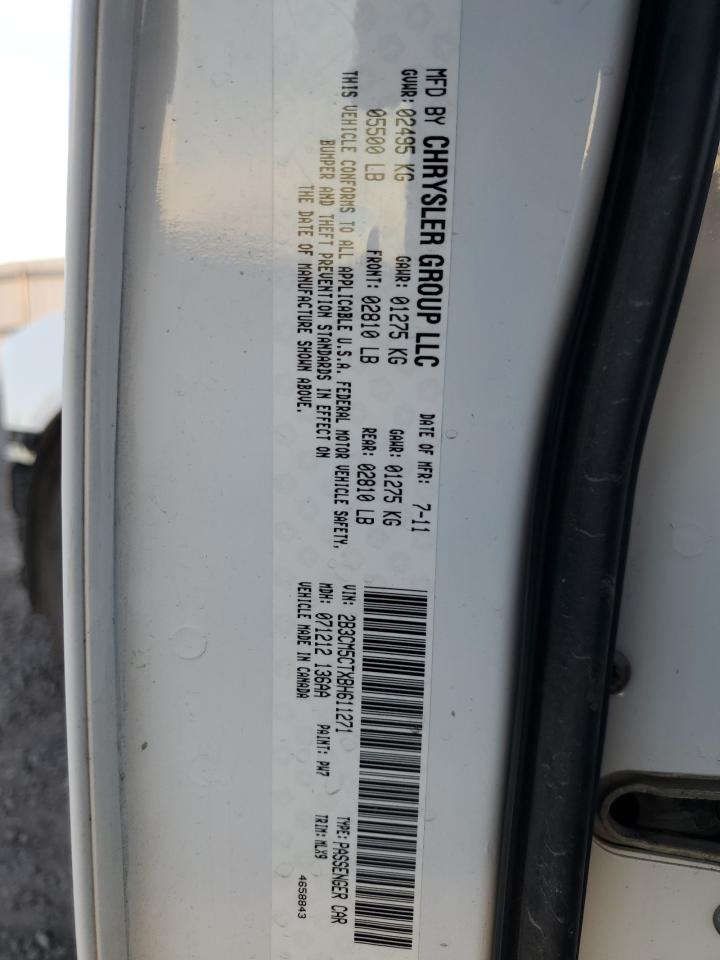 MFD BY CHRYSLER GROUP LLC
DATE OF MFR: 7-11
GVWR: 02495 KG
GAWR: 01275 KG
GAWR: 01275 KG
05500 LB
FRONT: 02810 LB
REAR: 02810 LB
THIS VEHICLE CONFORMS TO ALL APPLICABLE U.S.A. FEDERAL MOTOR VEHICLE SAFETY,
BUMPER AND THEFT PREVENTION STANDARDS IN EFFECT ON
THE DATE OF MANUFACTURE SHOWN ABOVE.
VIN: 2B3CM5CTXBH611271
TYPE: PASSENGER CAR
MDH: 071212 136AA
PAINT: PW7
TRIM: MLX9
VEHICLE MADE IN CANADA
4658843